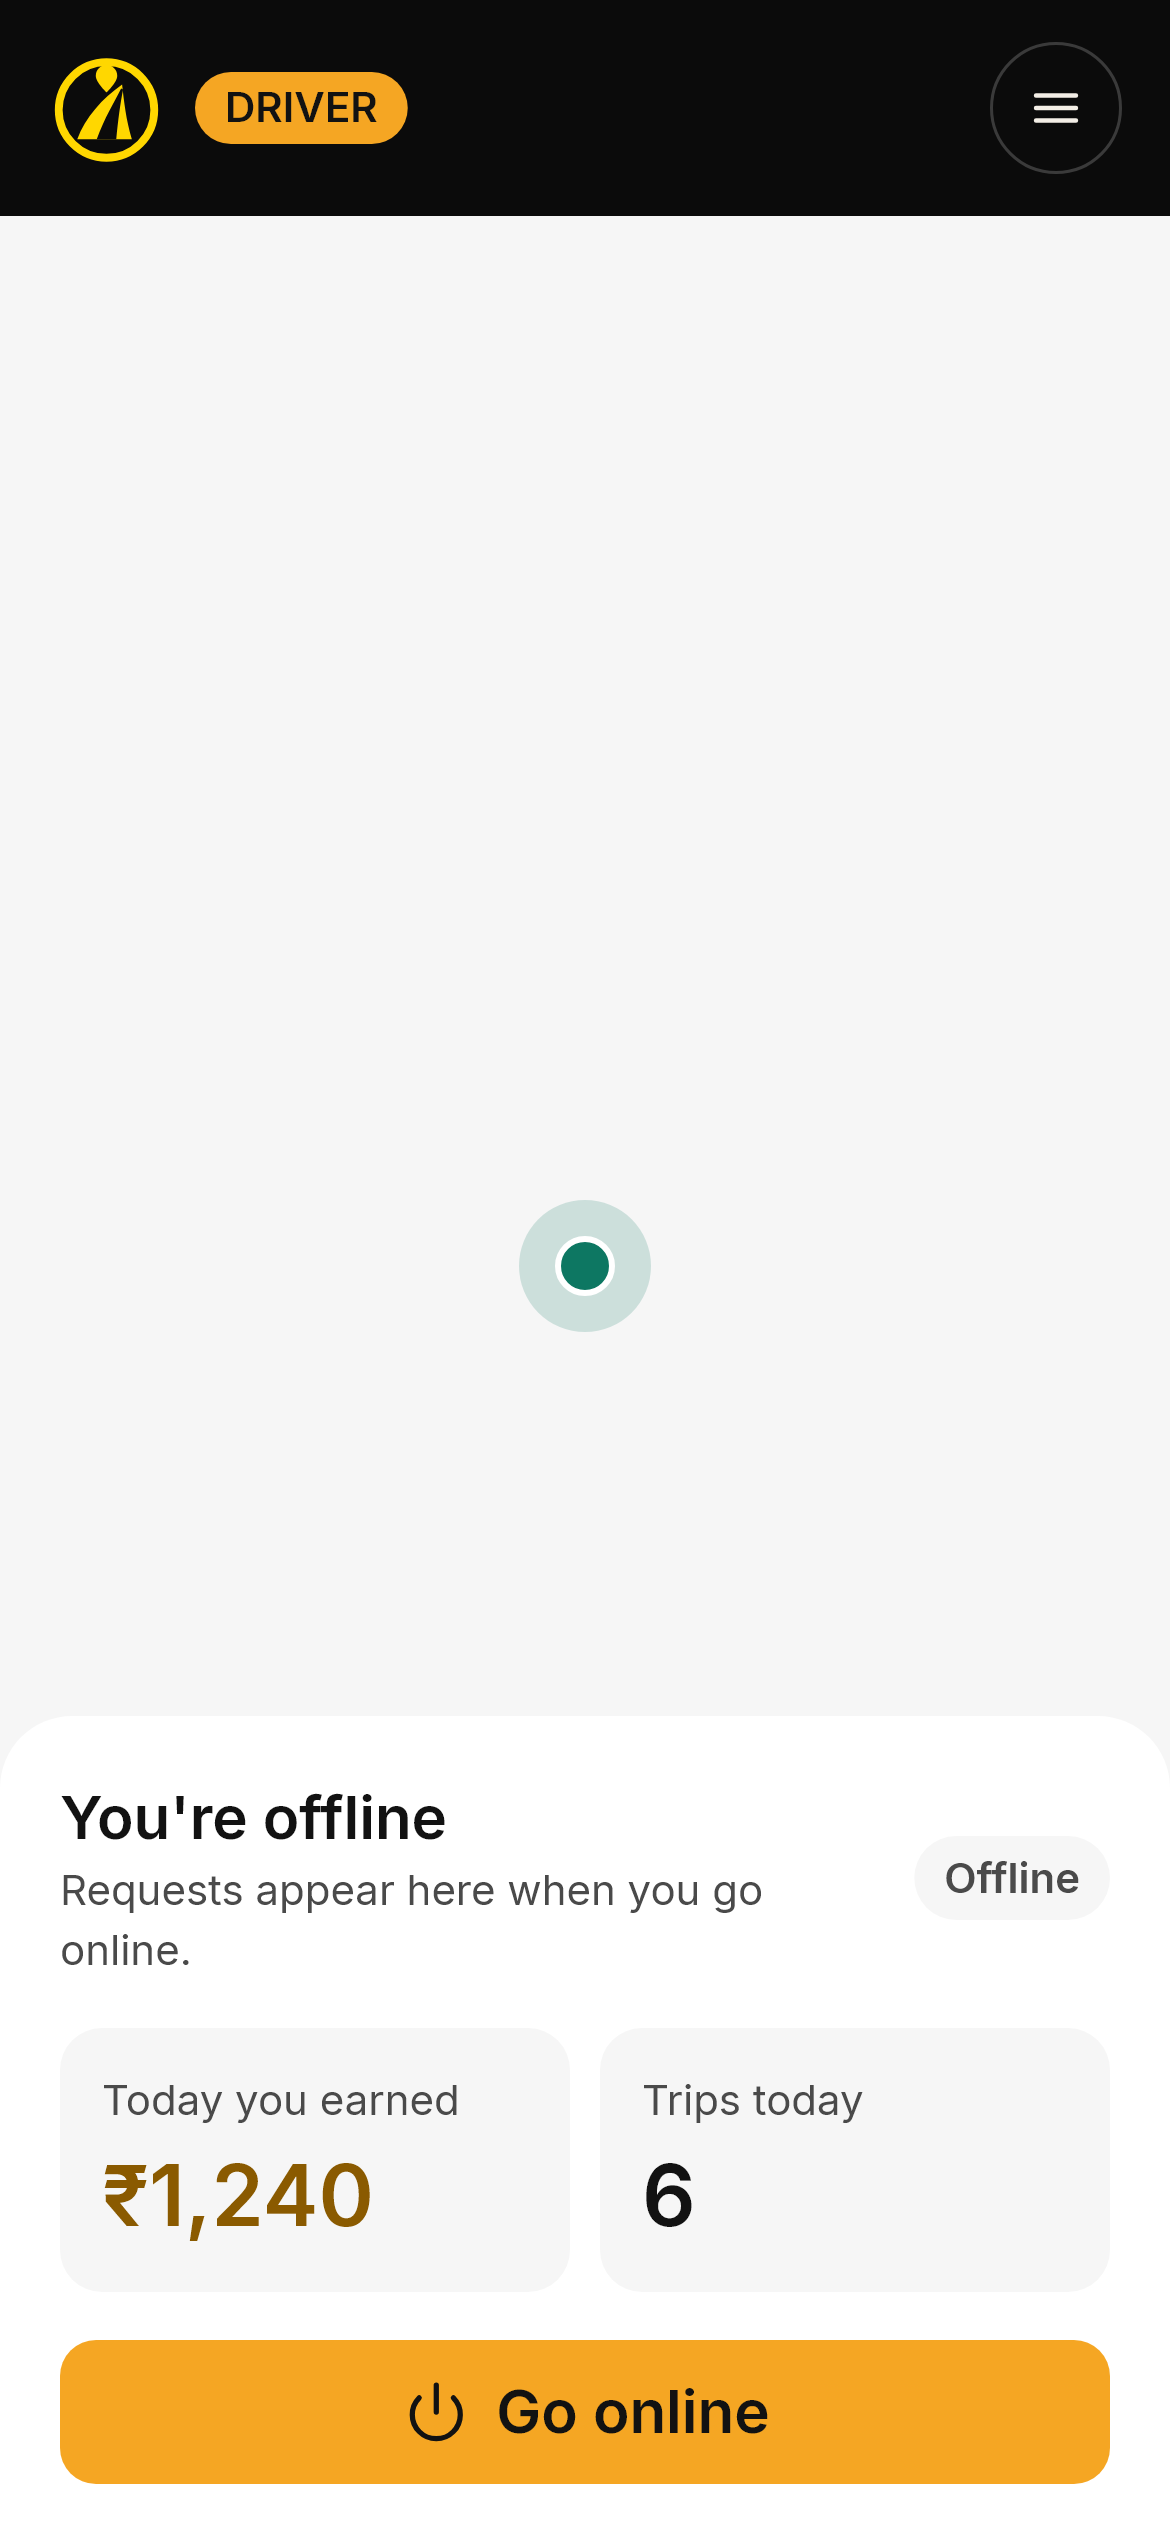 DRIVER
You're offline
Requests appear here when you go
online.
Offline
Today you earned
₹1,240
Trips today
6
Go online